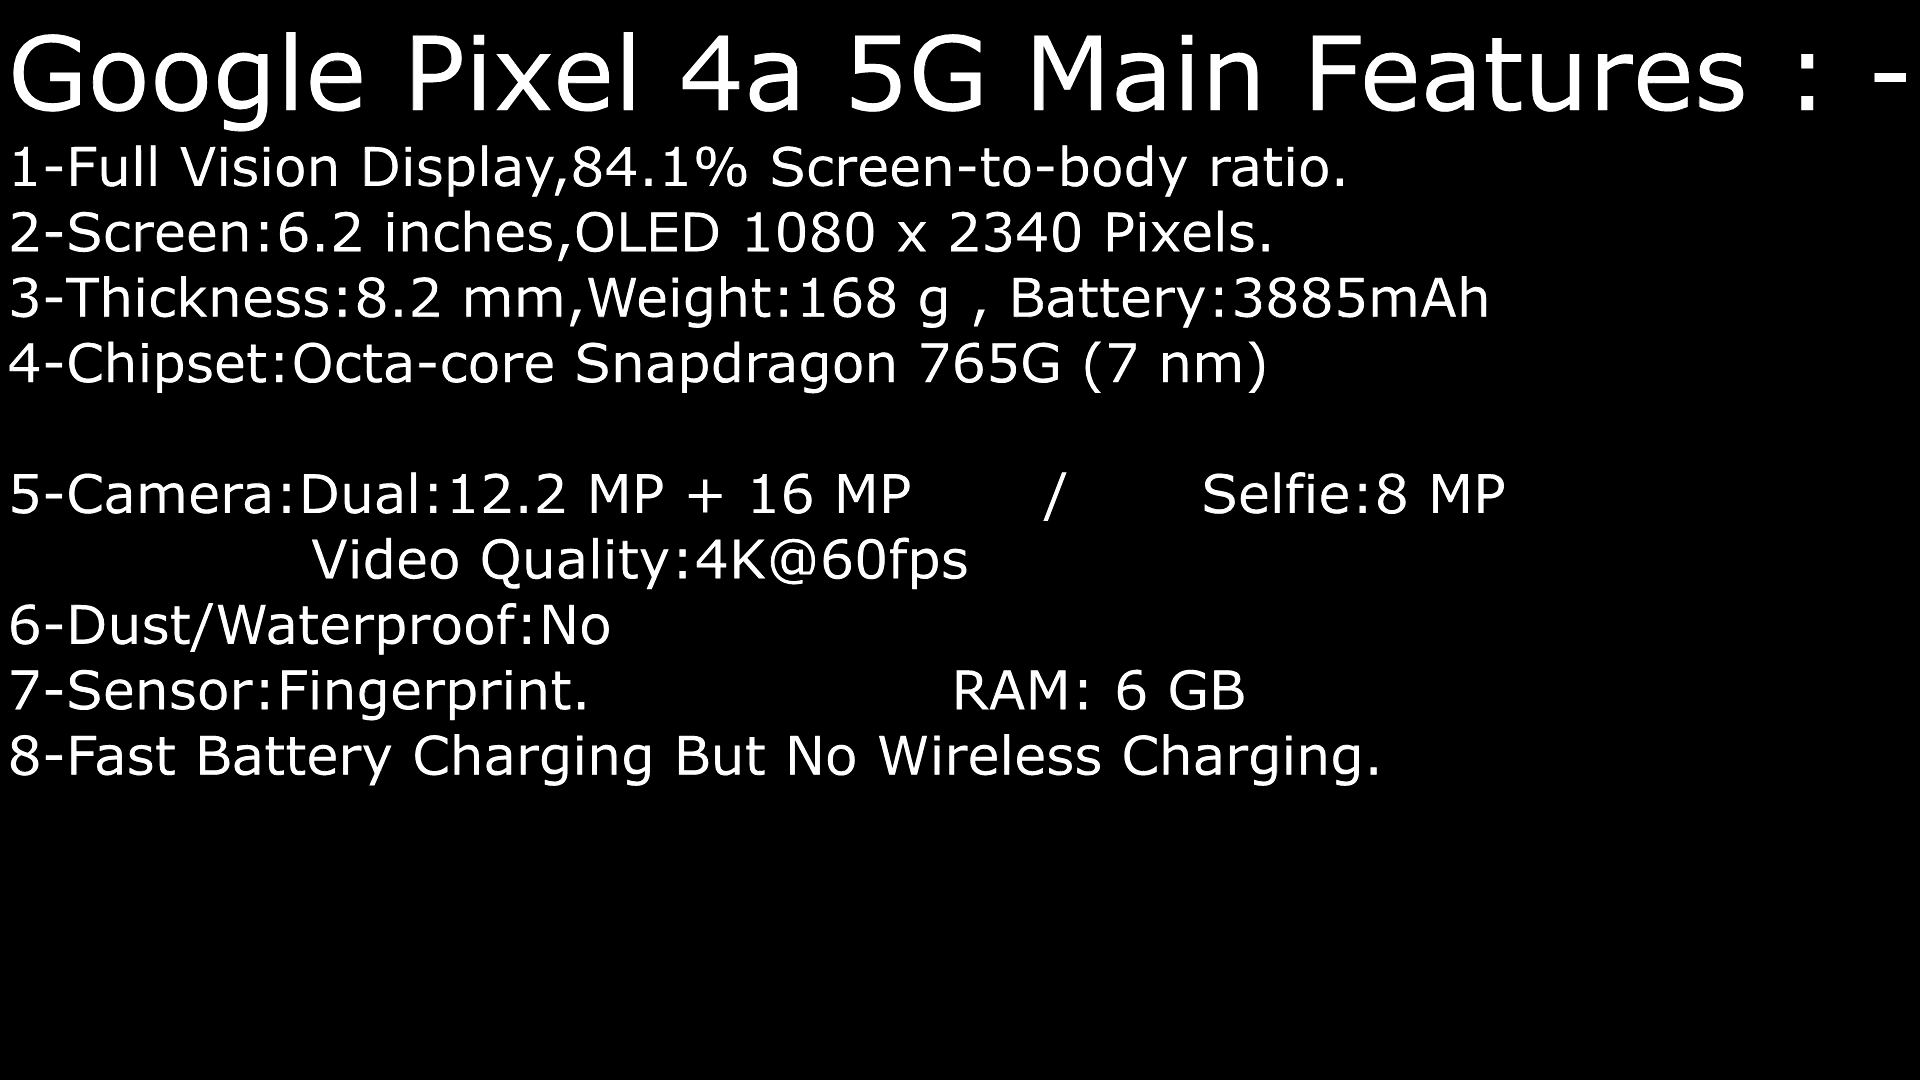 Google Pixel 4a 5G Main Features : -
1-Full Vision Display,84.1% Screen-to-body ratio.
2-Screen:6.2 inches,OLED 1080 x 2340 Pixels.
3-Thickness:8.2 mm,Weight:168 g , Battery:3885mAh
4-Chipset:Octa-core Snapdragon 765G (7 nm)
5-Camera:Dual:12.2 MP + 16 MP / Selfie:8 MP
Video Quality:4K@60fps
6-Dust/Waterproof:No
7-Sensor:Fingerprint. RAM: 6 GB
8-Fast Battery Charging But No Wireless Charging.